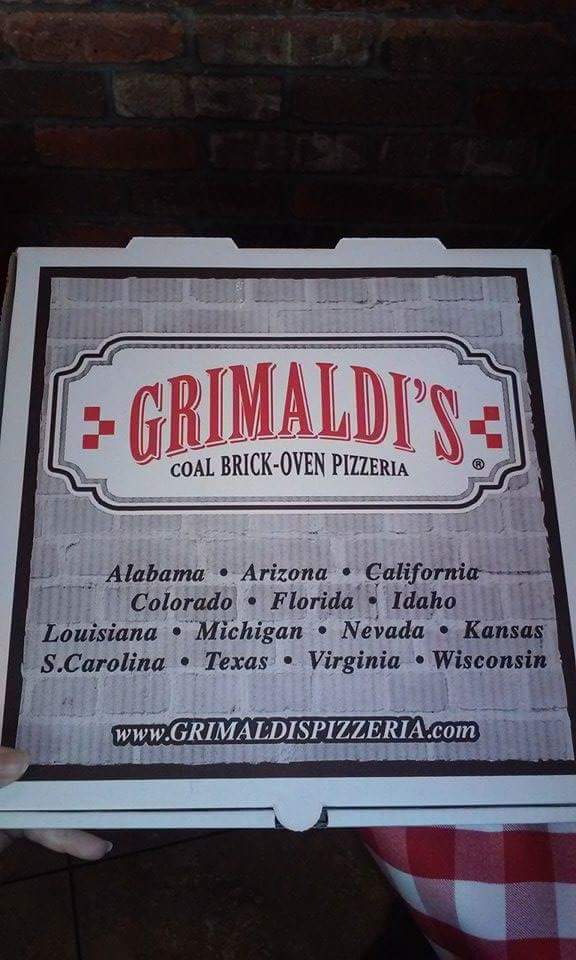 GRIMALDI'S
COAL BRICK-OVEN PIZZERIA ®
Alabama • Arizona • California
Colorado • Florida • Idaho
Louisiana • Michigan • Nevada • Kansas
S.Carolina • Texas • Virginia • Wisconsin
www.GRIMALDISPIZZERIA.com